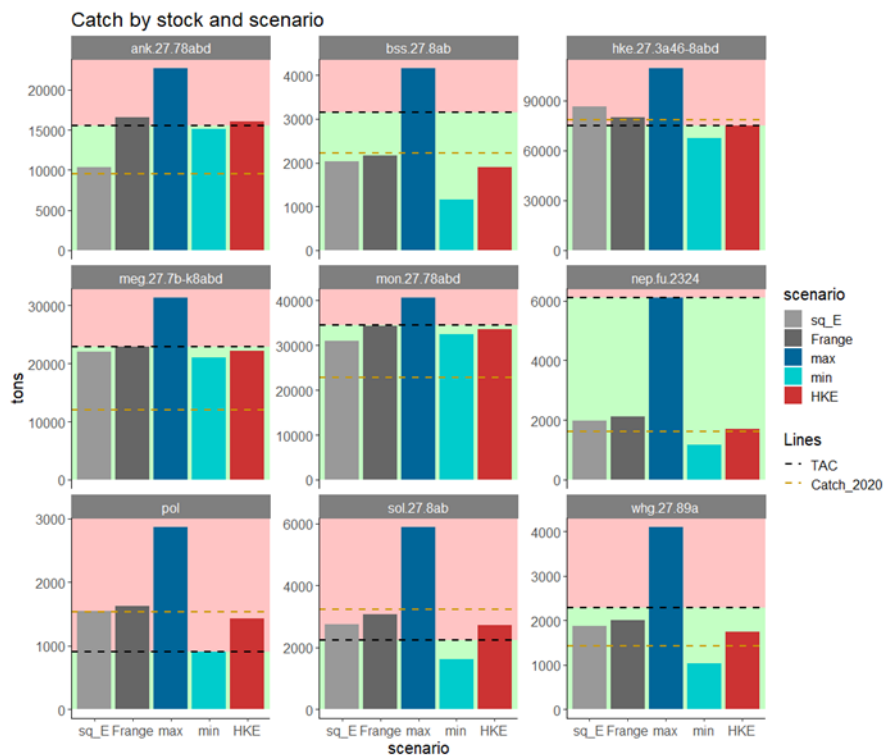 Catch by stock and scenario
ank.27.78abd
bss.27.8ab
hke.27.3a46-8abd
20000
15000
10000
5000
0
4000
3000
2000
1000
0
90000
60000
30000
0
meg.27.7b-k8abd
mon.27.78abd
nep.fu.2324
tons
30000
20000
10000
0
40000
30000
20000
10000
0
6000
4000
2000
0
pol
sol.27.8ab
whg.27.89a
3000
2000
1000
0
6000
4000
2000
0
4000
3000
2000
1000
0
sq_E Frange max min HKE
sq_E Frange max min HKE
sq_E Frange max min HKE
scenario
scenario
sq_E
Frange
max
min
HKE
Lines
TAC
Catch_2020